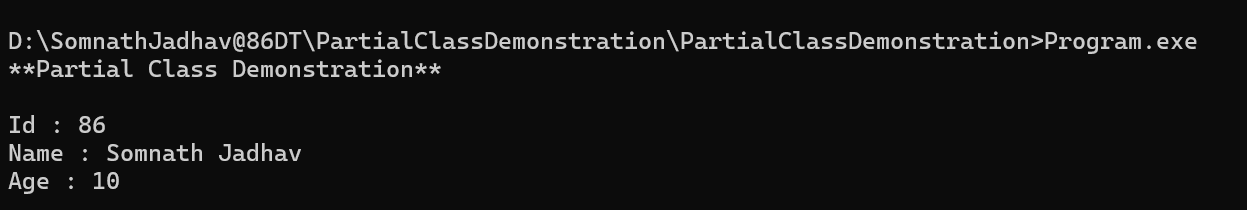 D:\SomnathJadhav@86DT\PartialClassDemonstration\PartialClassDemonstration>Program.exe
**Partial Class Demonstration**
Id : 86
Name : Somnath Jadhav
Age : 10